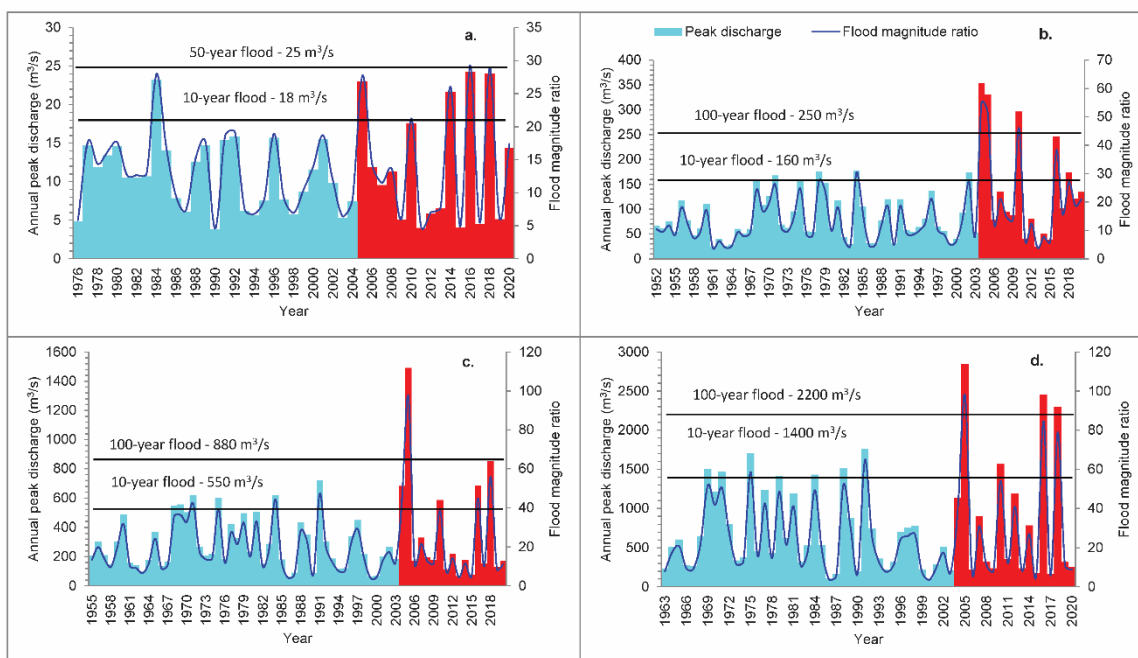 a.
50-year flood - 25 m³/s
10-year flood - 18 m³/s
Annual peak discharge (m³/s)
30
25
20
15
10
5
0
35
30
25
20
15
10
5
0
Flood magnitude ratio
1976 1978 1980 1982 1984 1986 1988 1990 1992 1994 1996 1998 2000 2002 2004 2006 2008 2010 2012 2014 2016 2018 2020
Year
Peak discharge
Flood magnitude ratio
b.
100-year flood - 250 m³/s
10-year flood - 160 m³/s
Annual peak discharge (m³/s)
400
350
300
250
200
150
100
50
0
70
60
50
40
30
20
10
0
Flood magnitude ratio
1952 1955 1958 1961 1964 1967 1970 1973 1976 1979 1982 1985 1988 1991 1994 1997 2000 2003 2006 2009 2012 2015 2018
Year
c.
100-year flood - 880 m³/s
10-year flood - 550 m³/s
Annual peak discharge (m³/s)
1600
1400
1200
1000
800
600
400
200
0
120
100
80
60
40
20
0
Flood magnitude ratio
1955 1958 1961 1964 1967 1970 1973 1976 1979 1982 1985 1988 1991 1994 1997 2000 2003 2006 2009 2012 2015 2018
Year
d.
100-year flood - 2200 m³/s
10-year flood - 1400 m³/s
Annual peak discharge (m³/s)
3000
2500
2000
1500
1000
500
0
120
100
80
60
40
20
0
Flood magnitude ratio
1963 1966 1969 1972 1975 1978 1981 1984 1987 1990 1993 1996 1999 2002 2005 2008 2011 2014 2017 2020
Year